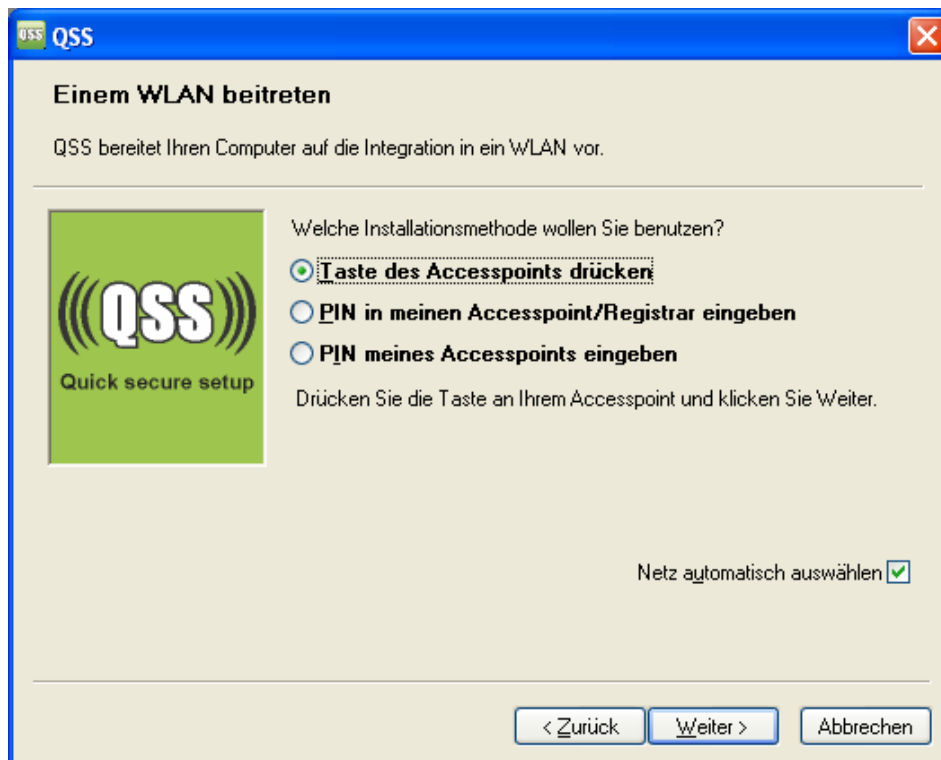 QSS QSS
Einem WLAN beitreten
QSS bereitet Ihren Computer auf die Integration in ein WLAN vor.
Welche Installationsmethode wollen Sie benutzen?
Taste des Accesspoints drücken
PIN in meinen Accesspoint/Registrar eingeben
PIN meines Accesspoints eingeben
Drücken Sie die Taste an Ihrem Accesspoint und klicken Sie Weiter.
(((QSS)))
Quick secure setup
Netz automatisch auswählen
< Zurück
Weiter >
Abbrechen